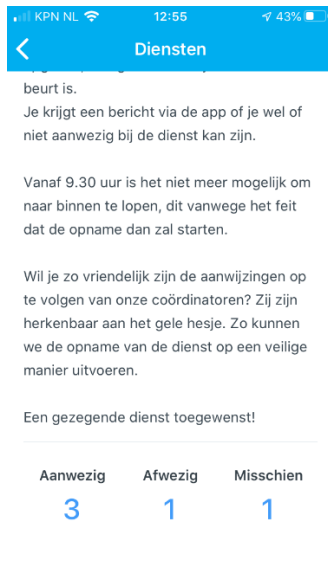 KPN NL 12:55 43%
Diensten
beurt is.
Je krijgt een bericht via de app of je wel of
niet aanwezig bij de dienst kan zijn.
Vanaf 9.30 uur is het niet meer mogelijk om
naar binnen te lopen, dit vanwege het feit
dat de opname dan zal starten.
Wil je zo vriendelijk zijn de aanwijzingen op
te volgen van onze coördinatoren? Zij zijn
herkenbaar aan het gele hesje. Zo kunnen
we de opname van de dienst op een veilige
manier uitvoeren.
Een gezegende dienst toegewenst!
Aanwezig Afwezig Misschien
3 1 1